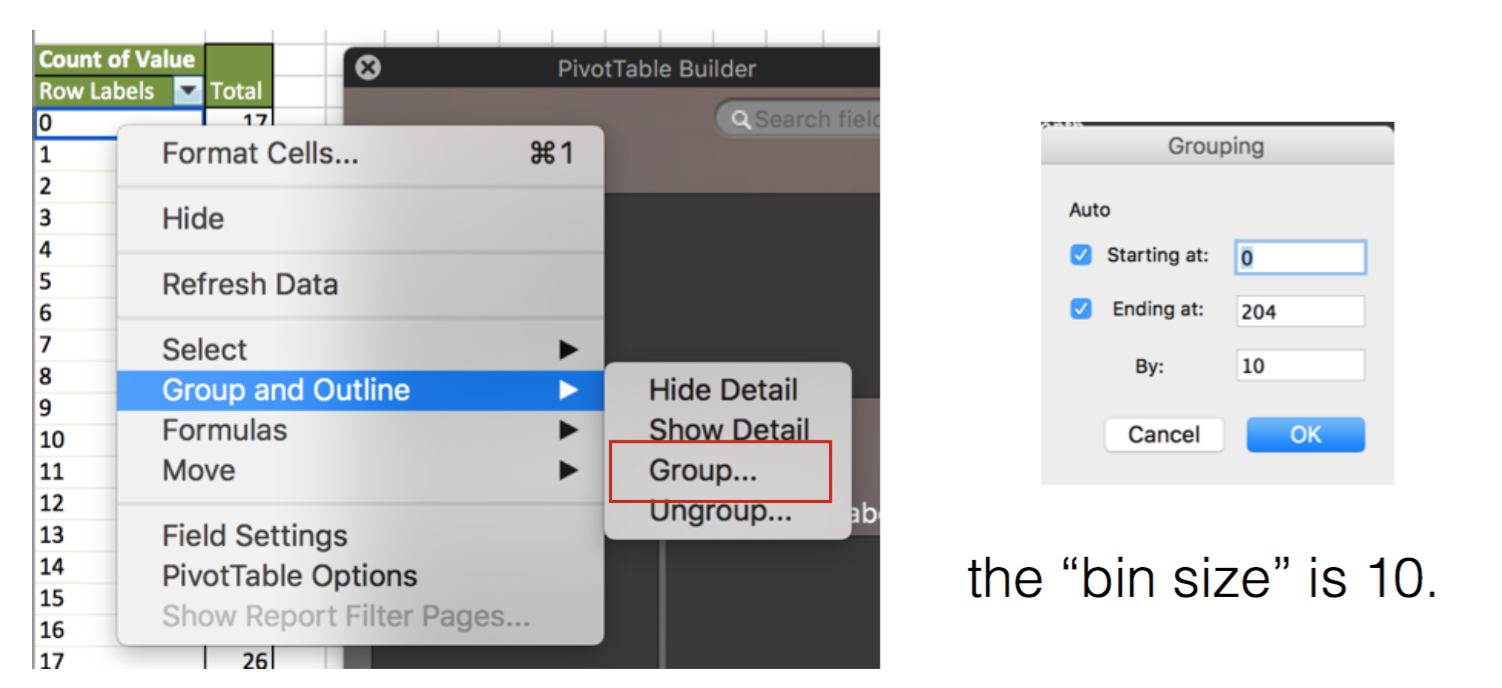 Count of Value
Row Labels Total
0 17
1
2
3
4
5
6
7
8
9
10
11
12
13
14
15
16
17 26
PivotTable Builder
Search field
Format Cells... ⌘1
Hide
Refresh Data
Select
Group and Outline
Formulas
Move
Field Settings
PivotTable Options
Show Report Filter Pages...
Hide Detail
Show Detail
Group...
Ungroup...
Grouping
Auto
Starting at: 0
Ending at: 204
By: 10
Cancel OK
the “bin size” is 10.